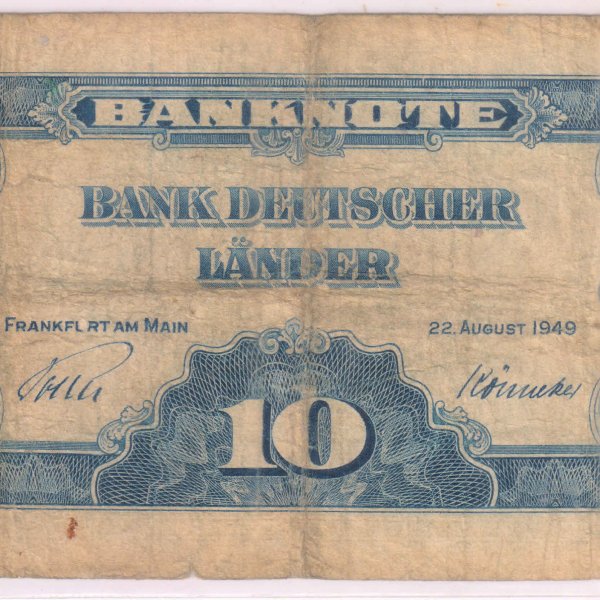 BANKNOTE
BANK DEUTSCHER
LÄNDER
FRANKFURT AM MAIN 22. AUGUST 1949
10